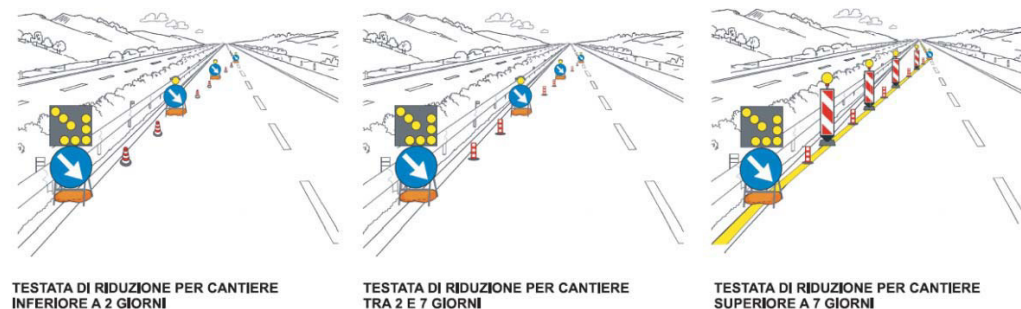 TESTATA DI RIDUZIONE PER CANTIERE
INFERIORE A 2 GIORNI
TESTATA DI RIDUZIONE PER CANTIERE
TRA 2 E 7 GIORNI
TESTATA DI RIDUZIONE PER CANTIERE
SUPERIORE A 7 GIORNI